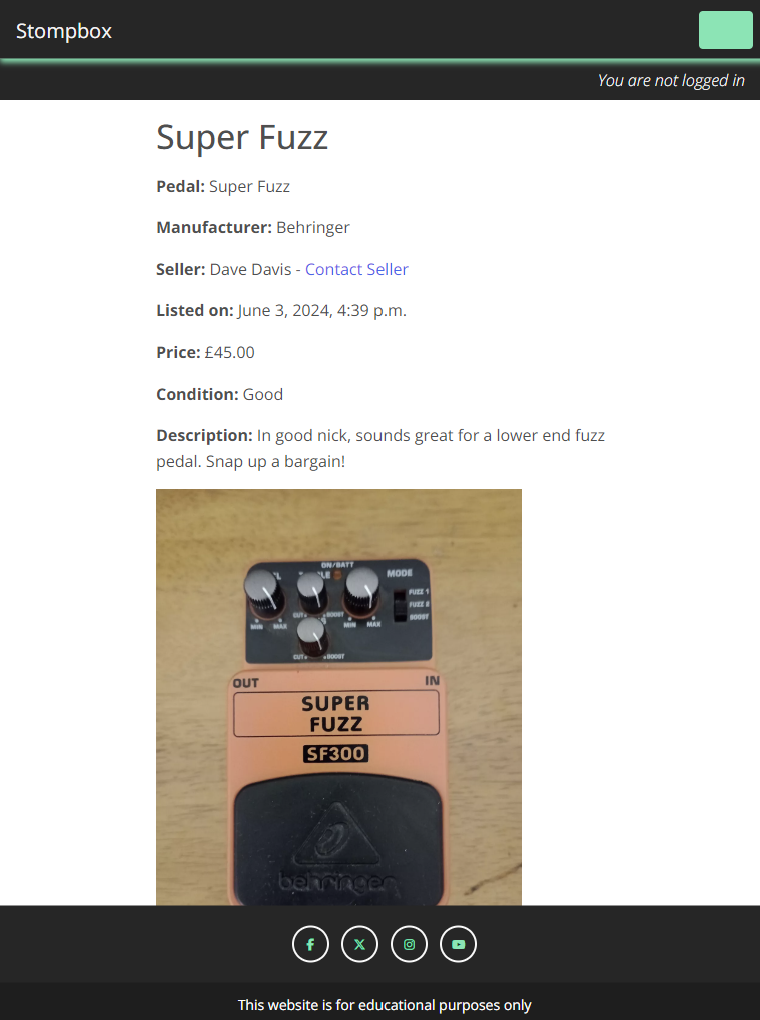 Stompbox
You are not logged in
Super Fuzz
Pedal: Super Fuzz
Manufacturer: Behringer
Seller: Dave Davis - Contact Seller
Listed on: June 3, 2024, 4:39 p.m.
Price: £45.00
Condition: Good
Description: In good nick, sounds great for a lower end fuzz
pedal. Snap up a bargain!
ON/BATT
MODE
FUZZ 1
FUZZ 2
BOOST
MIN MAX
CUT BOOST
MIN MAX
CUT BOOST
OUT IN
SUPER
FUZZ
SF300
behringer
This website is for educational purposes only